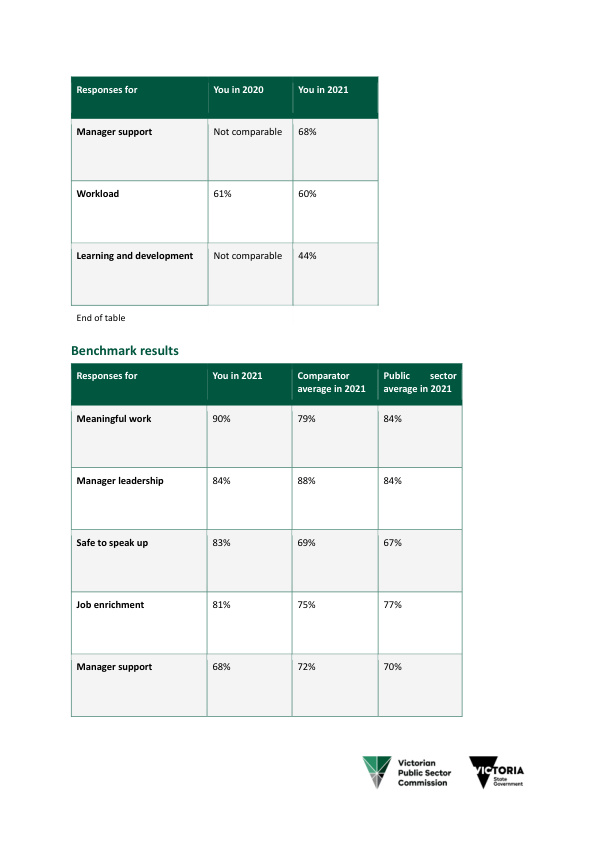 Responses for You in 2020 You in 2021
Manager support Not comparable 68%
Workload 61% 60%
Learning and development Not comparable 44%
End of table
Benchmark results
Responses for You in 2021 Comparator average in 2021 Public sector average in 2021
Meaningful work 90% 79% 84%
Manager leadership 84% 88% 84%
Safe to speak up 83% 69% 67%
Job enrichment 81% 75% 77%
Manager support 68% 72% 70%
Victorian
Public Sector
Commission
VICTORIA
State
Government